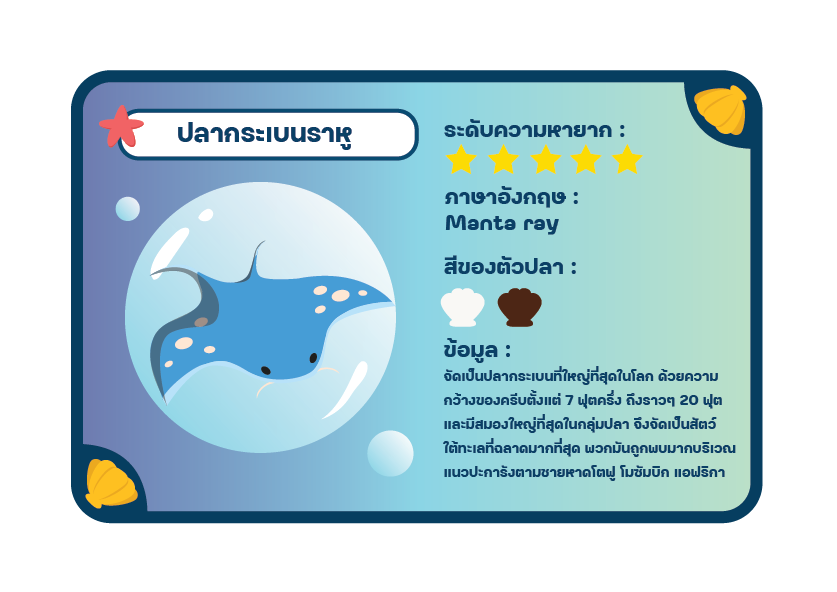 ปลากระเบนราหู
ระดับความหายาก :
ภาษาอังกฤษ :
Manta ray
สีของตัวปลา :
ข้อมูล :
จัดเป็นปลากระเบนที่ใหญ่ที่สุดในโลก ด้วยความ
กว้างของครีบตั้งแต่ 7 ฟุตครึ่ง ถึงราวๆ 20 ฟุต
และมีสมองใหญ่ที่สุดในกลุ่มปลา จึงจัดเป็นสัตว์
ใต้ทะเลที่ฉลาดมากที่สุด พวกมันถูกพบมากบริเวณ
แนวปะการังตามชายหาดโตฟู โมซัมบิก แอฟริกา